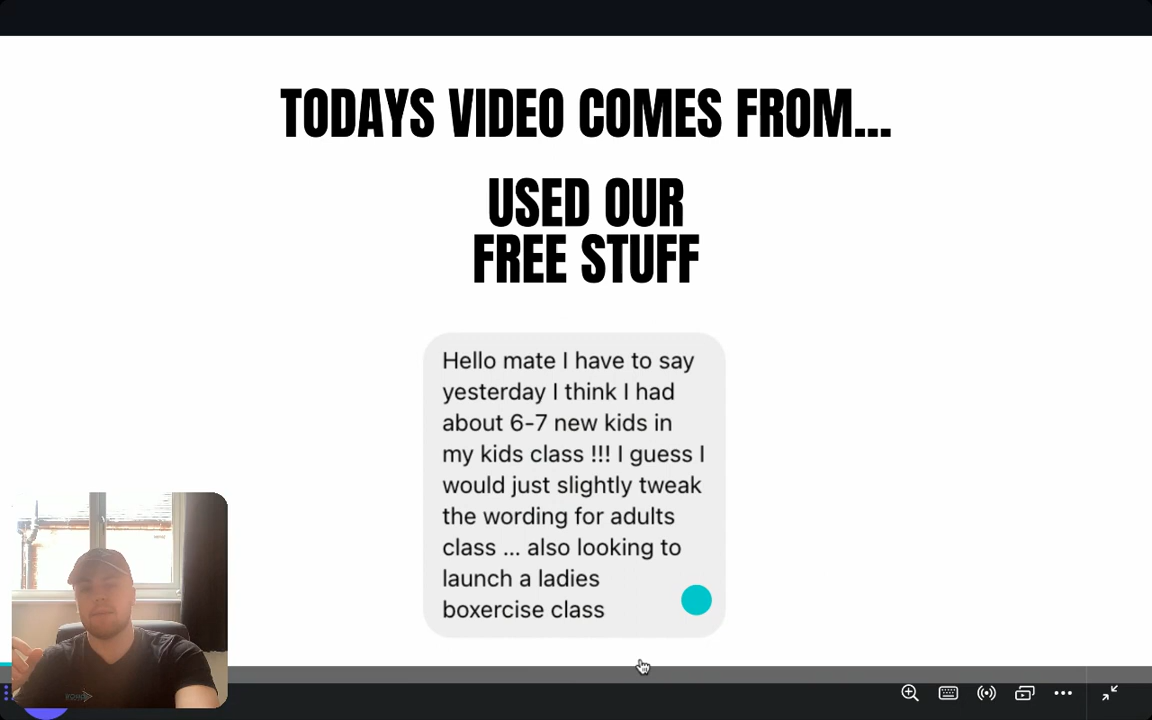 TODAYS VIDEO COMES FROM...
USED OUR
FREE STUFF
Hello mate I have to say
yesterday I think I had
about 6-7 new kids in
my kids class !!! I guess I
would just slightly tweak
the wording for adults
class ... also looking to
launch a ladies
boxercise class